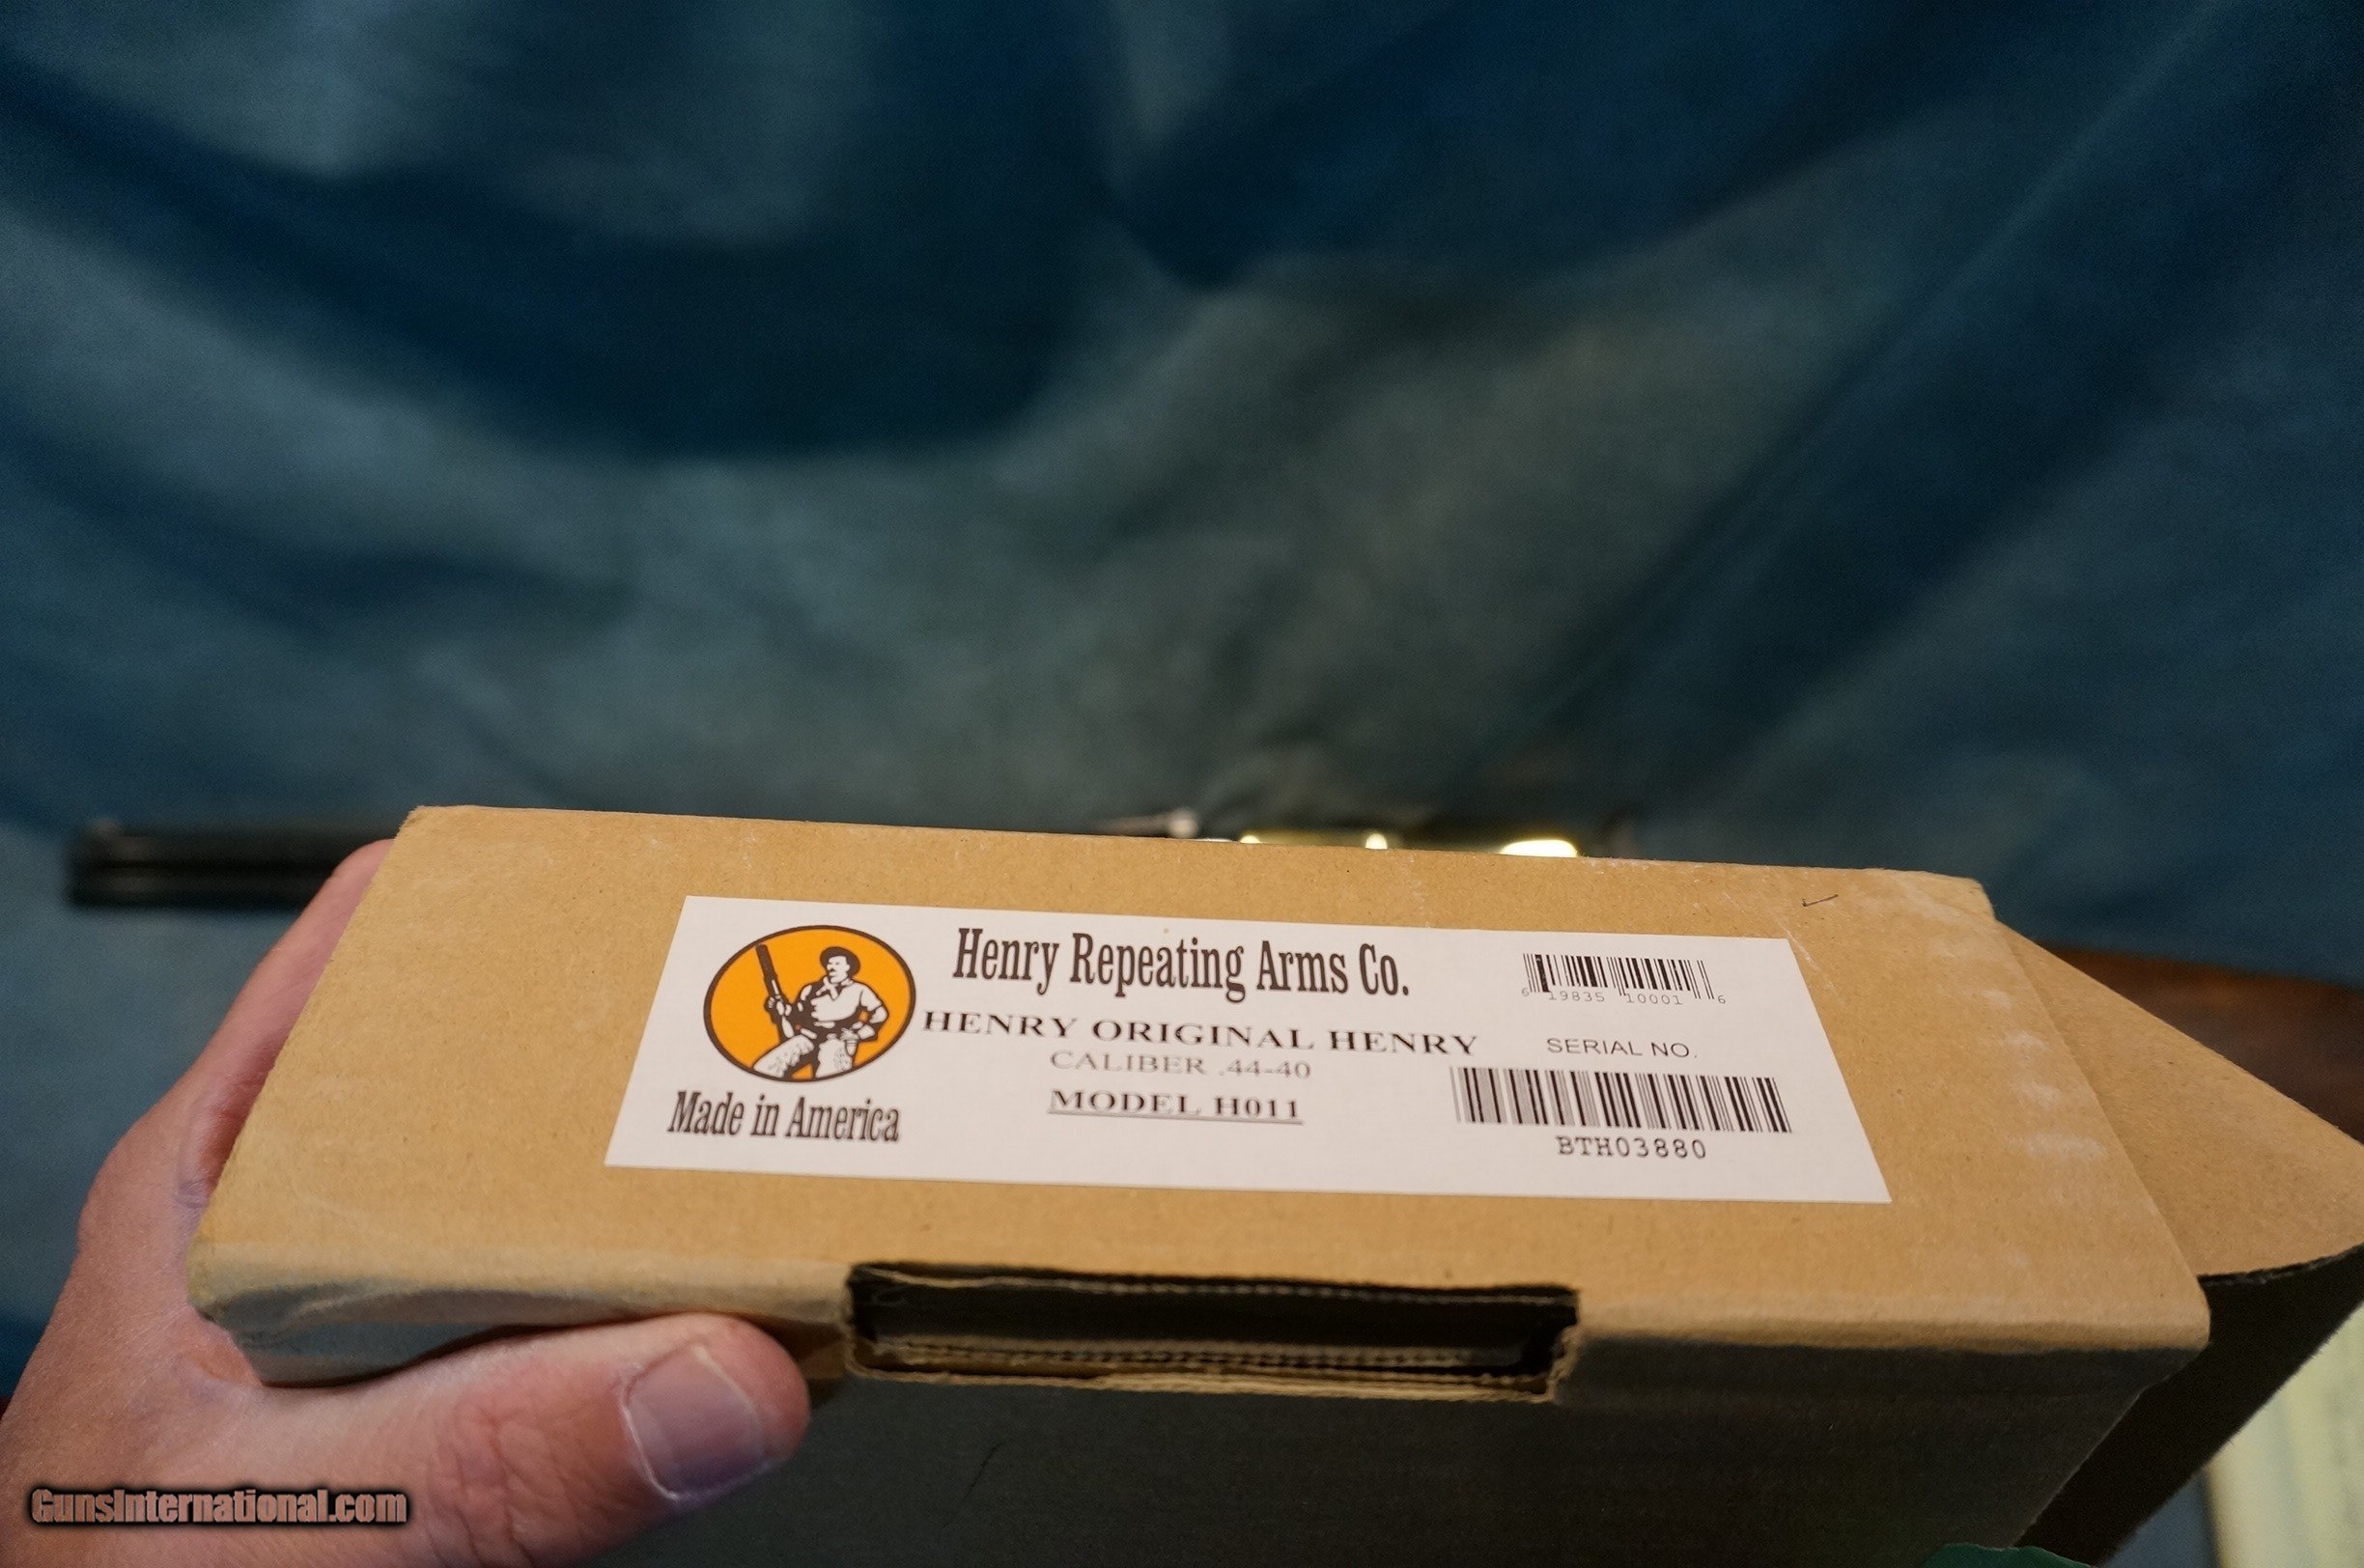 Henry Repeating Arms Co.
HENRY ORIGINAL HENRY
CALIBER .44-40
MODEL H011
Made in America
6 19835 10001 6
SERIAL NO.
BTH03880
GunsInternational.com